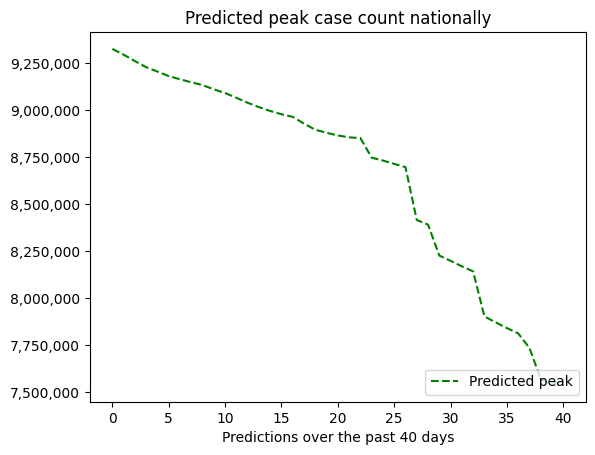 Predicted peak case count nationally
9,250,000
9,000,000
8,750,000
8,500,000
8,250,000
8,000,000
7,750,000
7,500,000
Predicted peak
0 5 10 15 20 25 30 35 40
Predictions over the past 40 days